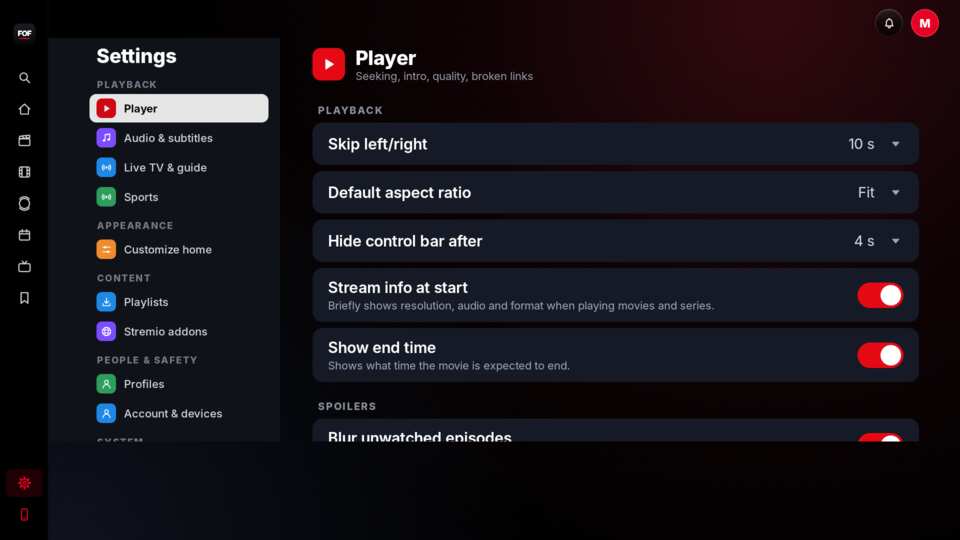 FOF
M
Settings
PLAYBACK
Player
Audio & subtitles
Live TV & guide
Sports
APPEARANCE
Customize home
CONTENT
Playlists
Stremio addons
PEOPLE & SAFETY
Profiles
Account & devices
SYSTEM
Player
Seeking, intro, quality, broken links
PLAYBACK
Skip left/right
10 s
Default aspect ratio
Fit
Hide control bar after
4 s
Stream info at start
Briefly shows resolution, audio and format when playing movies and series.
Show end time
Shows what time the movie is expected to end.
SPOILERS
Blur unwatched episodes